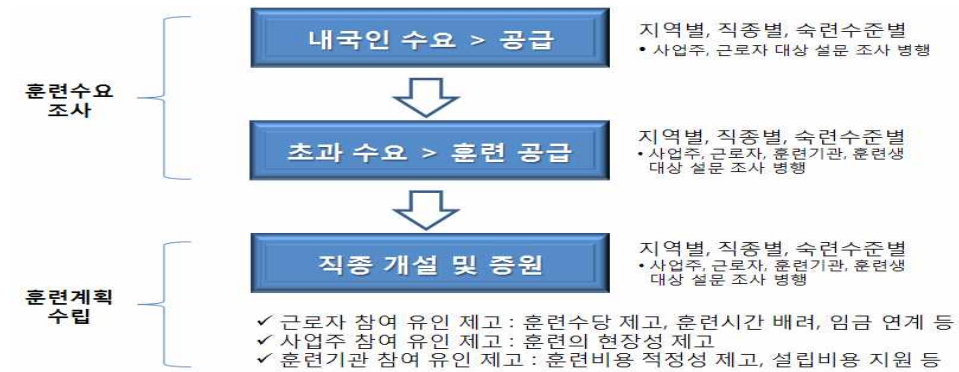 내국인 수요 > 공급
지역별, 직종별, 숙련수준별
• 사업주, 근로자 대상 설문 조사 병행
훈련수요
조사
초과 수요 > 훈련 공급
지역별, 직종별, 숙련수준별
• 사업주, 근로자, 훈련기관, 훈련생
대상 설문 조사 병행
직종 개설 및 증원
지역별, 직종별, 숙련수준별
• 사업주, 근로자, 훈련기관, 훈련생
대상 설문 조사 병행
훈련계획
수립
✓ 근로자 참여 유인 제고 : 훈련수당 제고, 훈련시간 배려, 임금 연계 등
✓ 사업주 참여 유인 제고 : 훈련의 현장성 제고
✓ 훈련기관 참여 유인 제고 : 훈련비용 적정성 제고, 설립비용 지원 등